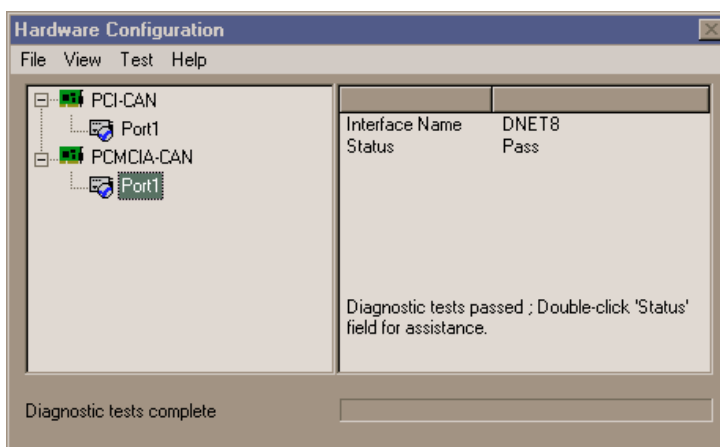 Hardware Configuration
File View Test Help
PCI-CAN
Port1
PCMCIA-CAN
Port1
Interface Name DNET8
Status Pass
Diagnostic tests passed ; Double-click 'Status'
field for assistance.
Diagnostic tests complete